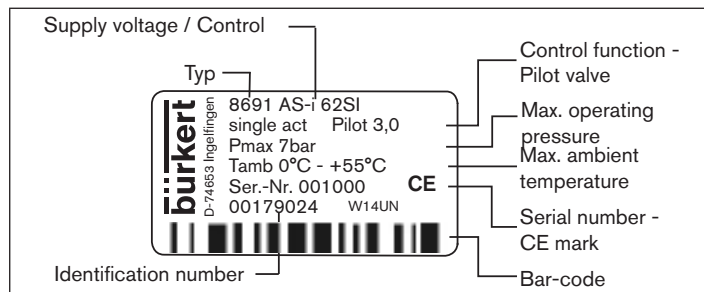 Supply voltage / Control
Typ
Control function -
Pilot valve
Max. operating
pressure
Max. ambient
temperature
Serial number -
CE mark
Bar-code
Identification number
bürkert
D-74653 Ingelfingen
8691 AS-i 62SI
single act Pilot 3,0
Pmax 7bar
Tamb 0°C - +55°C
Ser.-Nr. 001000 CE
00179024 W14UN